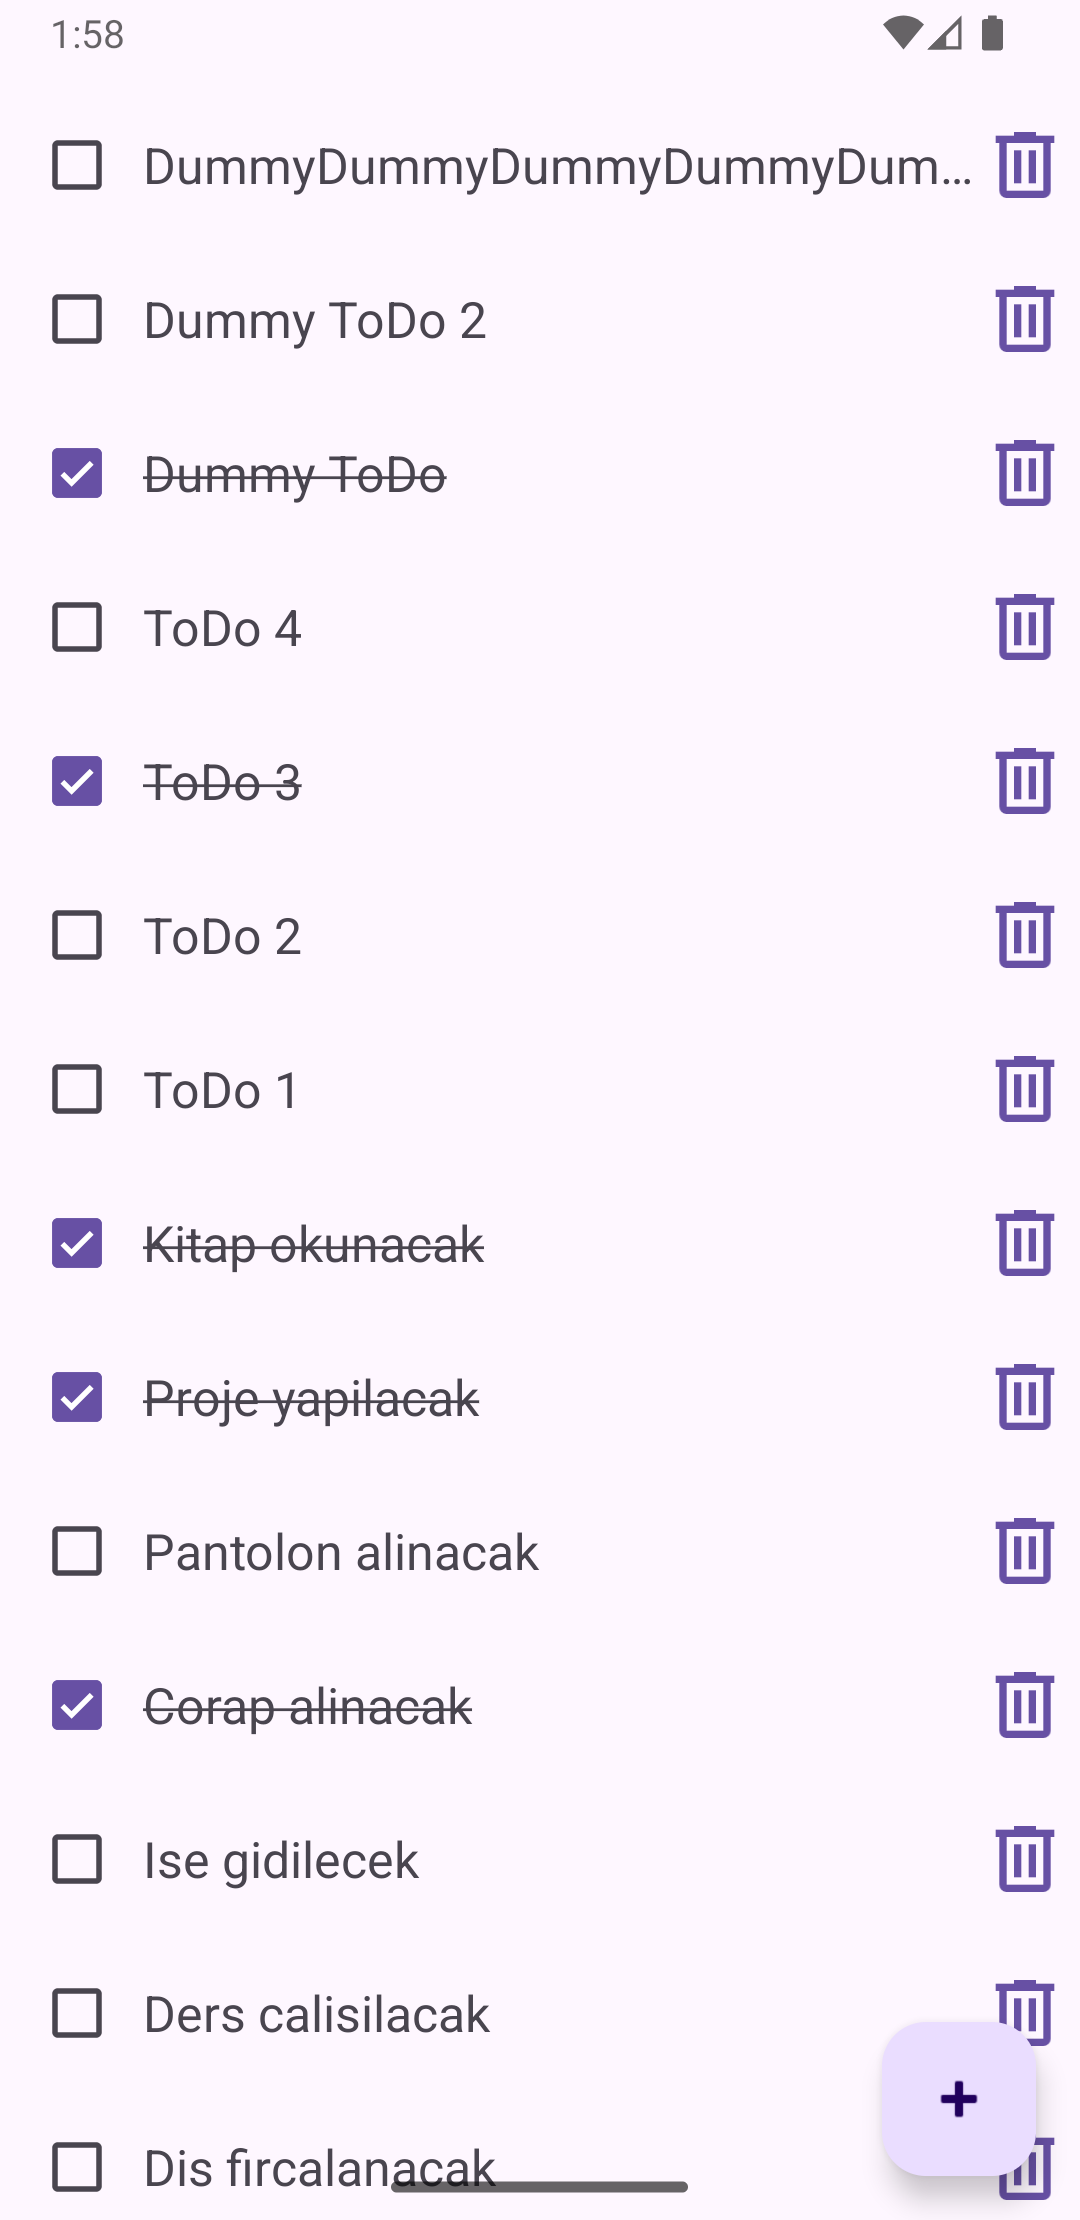 1:58
DummyDummyDummyDummyDum...
Dummy ToDo 2
Dummy ToDo
ToDo 4
ToDo 3
ToDo 2
ToDo 1
Kitap okunacak
Proje yapilacak
Pantolon alinacak
Corap alinacak
Ise gidilecek
Ders calisilacak
Dis fircalanacak